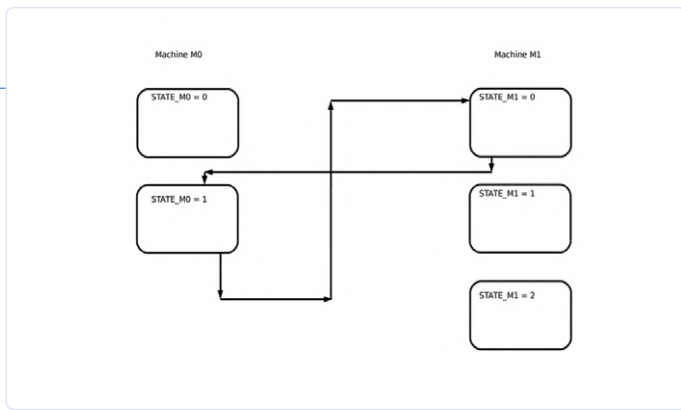 Machine M0
Machine M1
STATE_M0 = 0
STATE_M1 = 0
STATE_M0 = 1
STATE_M1 = 1
STATE_M1 = 2